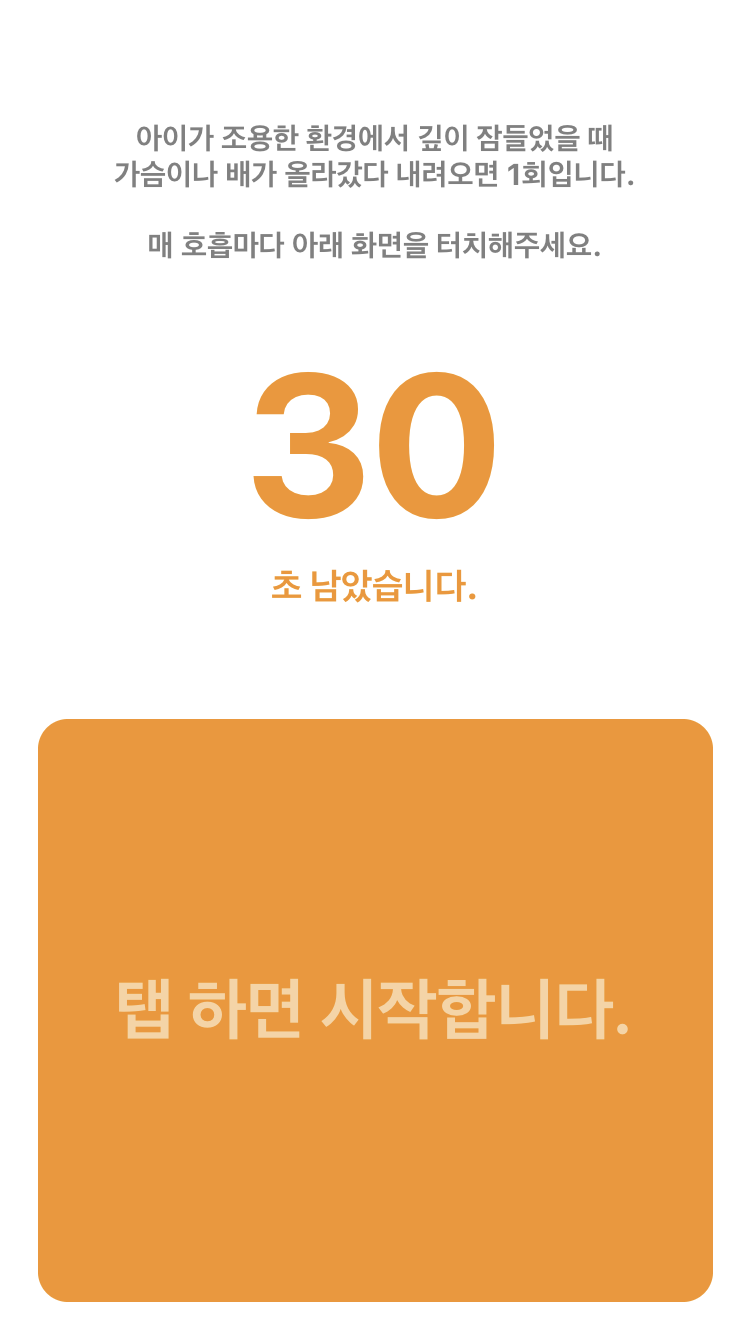 아이가 조용한 환경에서 깊이 잠들었을 때
가슴이나 배가 올라갔다 내려오면 1회입니다.
매 호흡마다 아래 화면을 터치해주세요.
30
초 남았습니다.
탭 하면 시작합니다.